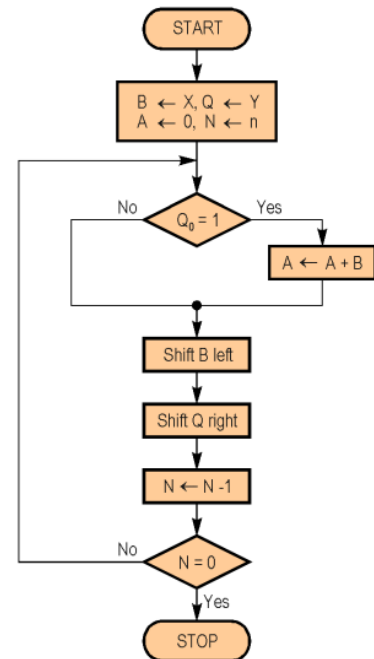 START
B ← X, Q ← Y
A ← 0, N ← n
No
Yes
Q₀ = 1
A ← A + B
Shift B left
Shift Q right
N ← N -1
No
N = 0
Yes
STOP